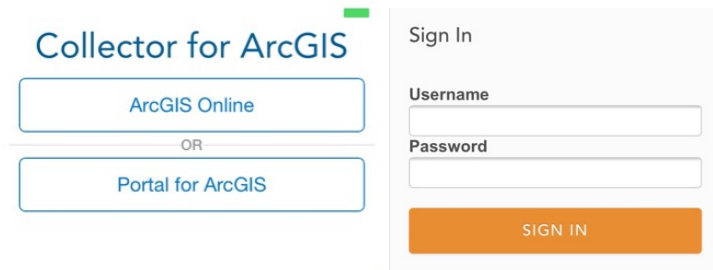 Collector for ArcGIS
ArcGIS Online
OR
Portal for ArcGIS
Sign In
Username
Password
SIGN IN